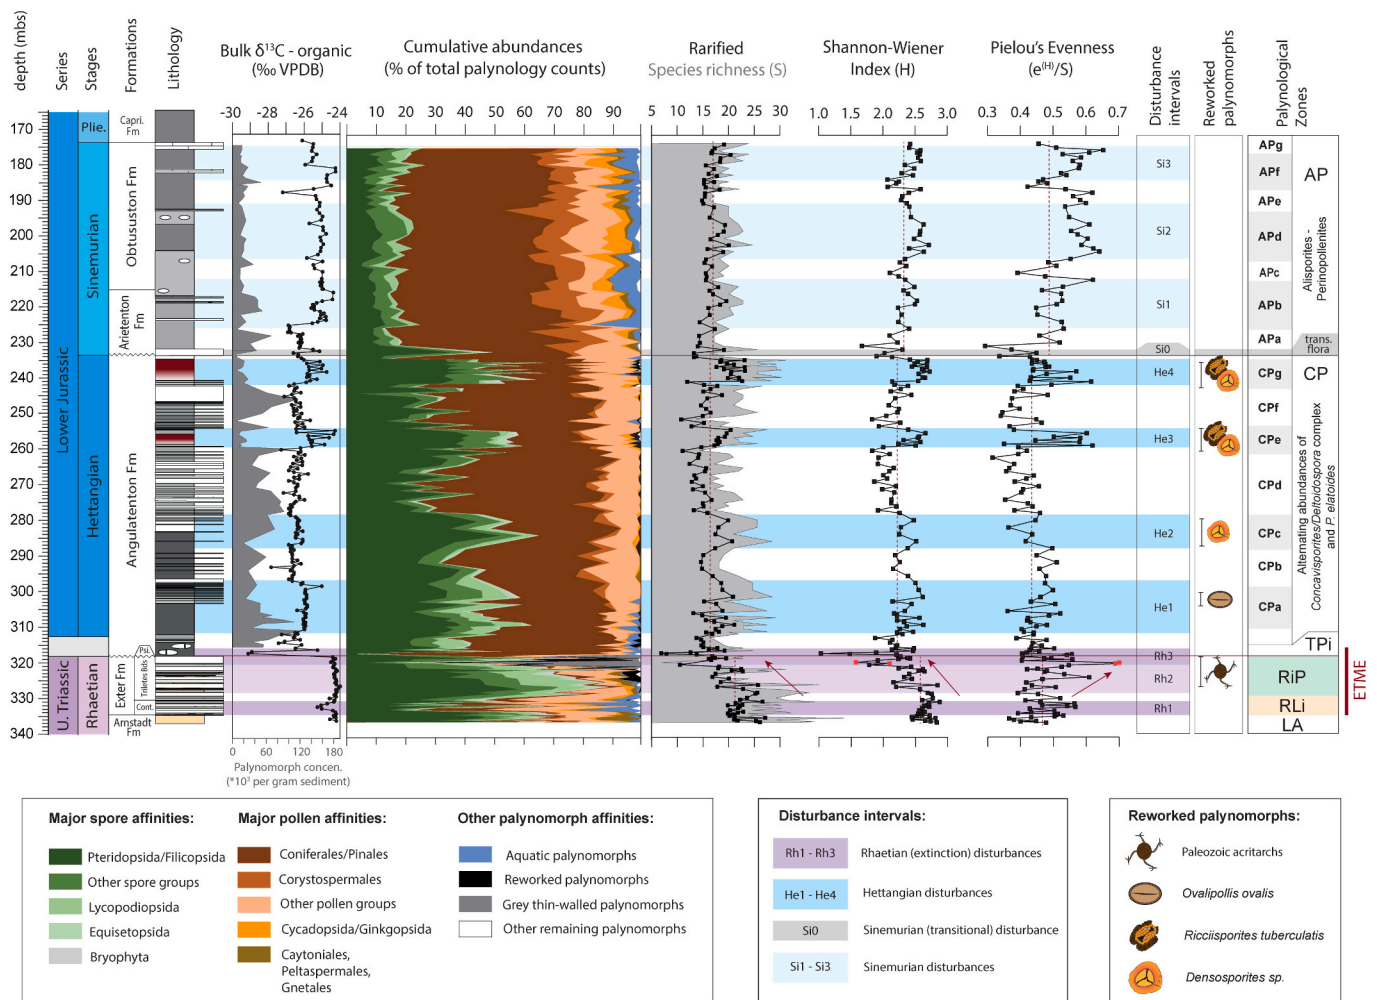 depth (mbs)
Series
Stages
Formations
Lithology
Bulk δ¹³C - organic
(‰ VPDB)
Cumulative abundances
(% of total palynology counts)
Rarified
Species richness (S)
Shannon-Wiener
Index (H)
Pielou's Evenness
(e(H)/S)
Disturbance
intervals
Reworked
palynomorphs
Palynological
Zones
-30 -28 -26 -24
10 20 30 40 50 60 70 80 90 100
5 10 15 20 25 30 35
1.0 2.0 3.0
0.3 0.4 0.5 0.6 0.7
170
180
190
200
210
220
230
240
250
260
270
280
290
300
310
320
330
340
Lower Jurassic
U. Triassic
Plie.
Sinemurian
Hettangian
Rhaetian
Capri.
Fm
Obtususton Fm
Arietenton
Fm
Angulatenton Fm
Psi.
Exter Fm
Triletes Bds
Cont.
Arnstadt
Fm
0 60 120 180
Palynomorph concen.
(*10³ per gram sediment)
Si3
Si2
Si1
Si0
He4
He3
He2
He1
Rh3
Rh2
Rh1
APg
APf
APe
APd
APc
APb
APa
CPg
CPf
CPe
CPd
CPc
CPb
CPa
AP
Alisporites -
Perinopollenites
trans.
flora
CP
Alternating abundances of
Concavisporites/Deltoidospora complex
and P. elatoides
TPi
RiP
RLi
LA
ETME
Major spore affinities:
Pteridopsida/Filicopsida
Other spore groups
Lycopodiopsida
Equisetopsida
Bryophyta
Major pollen affinities:
Coniferales/Pinales
Corystospermales
Other pollen groups
Cycadopsida/Ginkgopsida
Caytoniales,
Peltaspermales,
Gnetales
Other palynomorph affinities:
Aquatic palynomorphs
Reworked palynomorphs
Grey thin-walled palynomorphs
Other remaining palynomorphs
Disturbance intervals:
Rh1 - Rh3 Rhaetian (extinction) disturbances
He1 - He4 Hettangian disturbances
Si0 Sinemurian (transitional) disturbance
Si1 - Si3 Sinemurian disturbances
Reworked palynomorphs:
Paleozoic acritarchs
Ovalipollis ovalis
Ricciisporites tuberculatis
Densosporites sp.